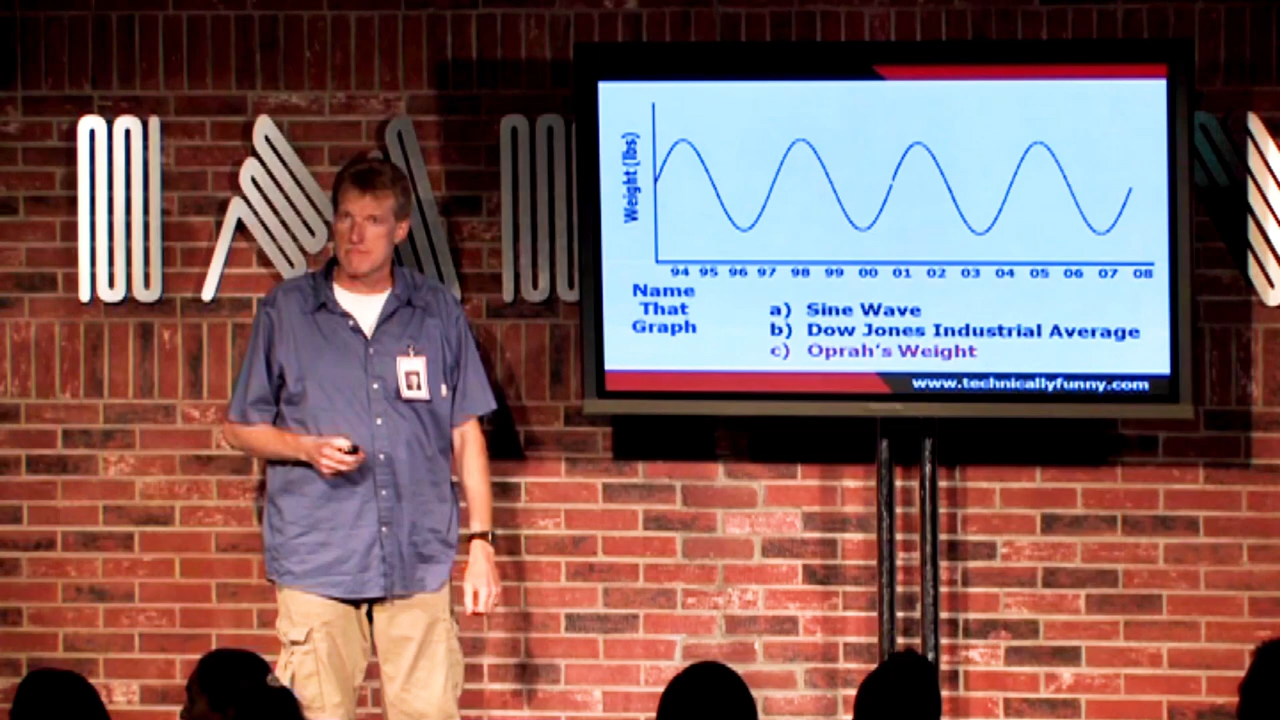 Weight (lbs)
94 95 96 97 98 99 00 01 02 03 04 05 06 07 08
Name
That
Graph
a) Sine Wave
b) Dow Jones Industrial Average
c) Oprah's Weight
www.technicallyfunny.com